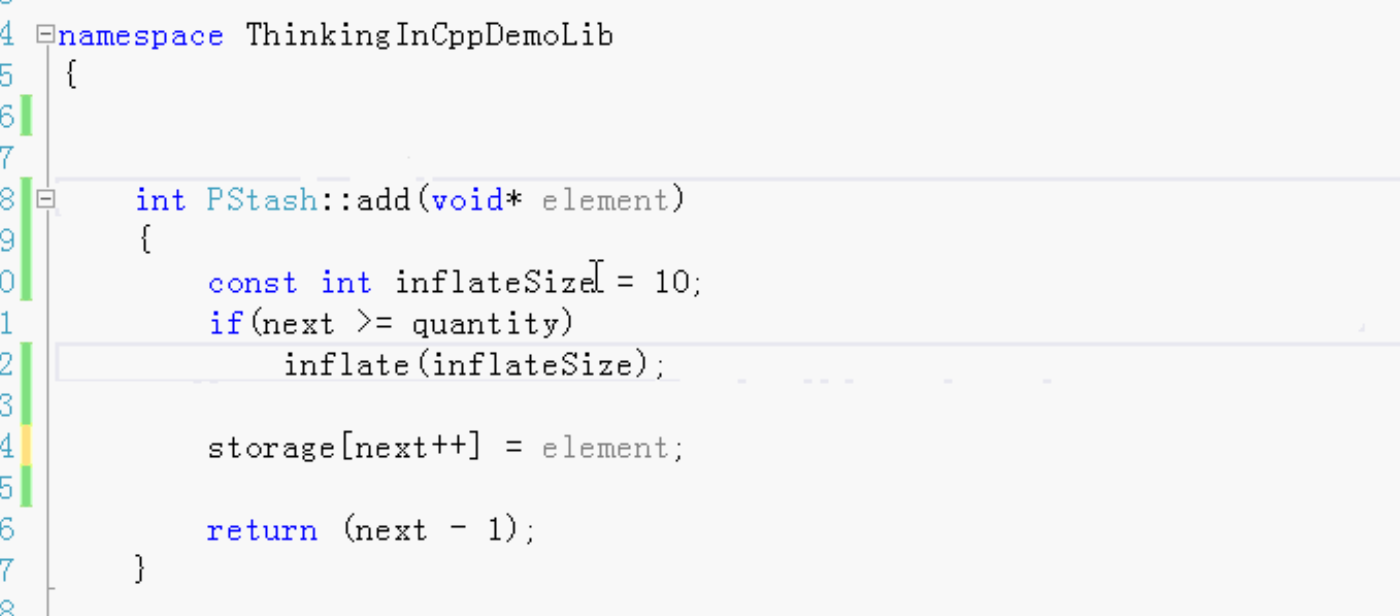 4 namespace ThinkingInCppDemoLib
5 {
6
7
8 int PStash::add(void* element)
9 {
0 const int inflateSize = 10;
1 if(next >= quantity)
2 inflate(inflateSize);
3
4 storage[next++] = element;
5
6 return (next - 1);
7 }
8